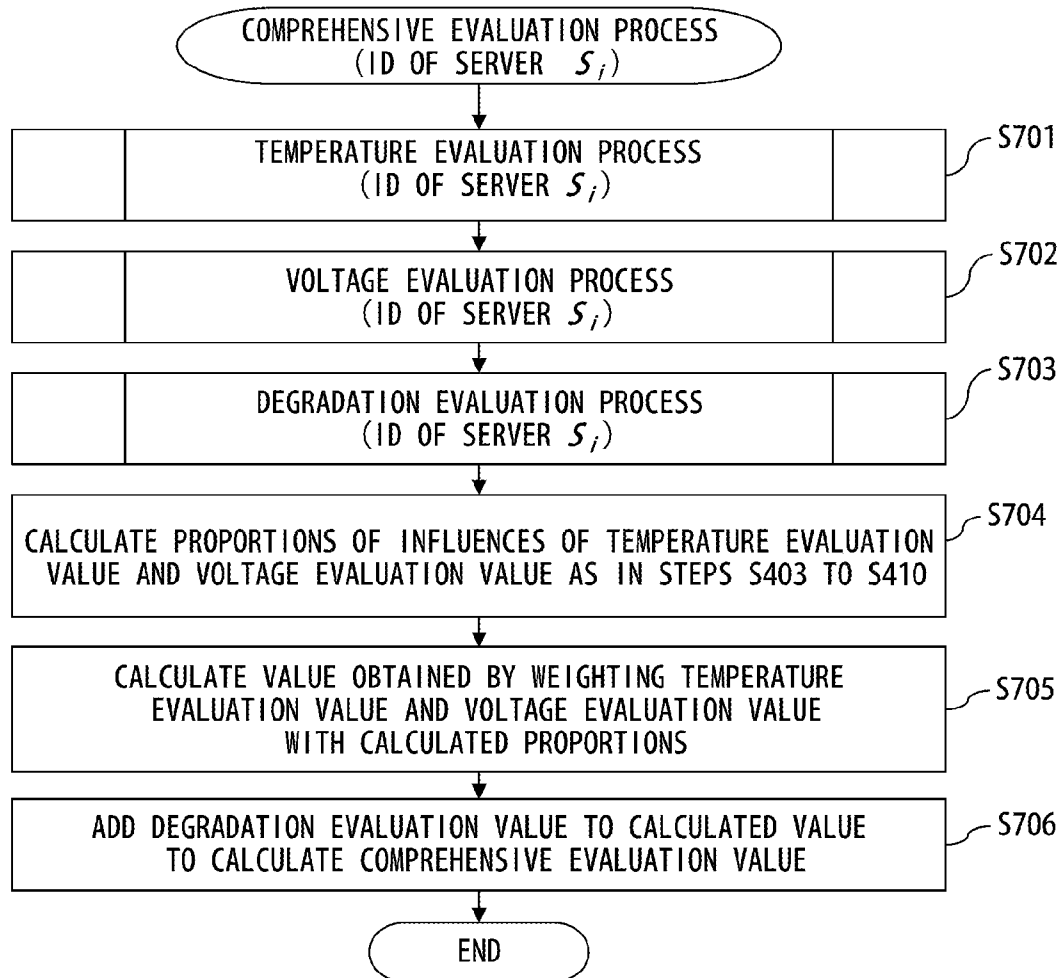 COMPREHENSIVE EVALUATION PROCESS
(ID OF SERVER Si)
TEMPERATURE EVALUATION PROCESS
(ID OF SERVER Si)
S701
VOLTAGE EVALUATION PROCESS
(ID OF SERVER Si)
S702
DEGRADATION EVALUATION PROCESS
(ID OF SERVER Si)
S703
CALCULATE PROPORTIONS OF INFLUENCES OF TEMPERATURE EVALUATION
VALUE AND VOLTAGE EVALUATION VALUE AS IN STEPS S403 TO S410
S704
CALCULATE VALUE OBTAINED BY WEIGHTING TEMPERATURE
EVALUATION VALUE AND VOLTAGE EVALUATION VALUE
WITH CALCULATED PROPORTIONS
S705
ADD DEGRADATION EVALUATION VALUE TO CALCULATED VALUE
TO CALCULATE COMPREHENSIVE EVALUATION VALUE
S706
END